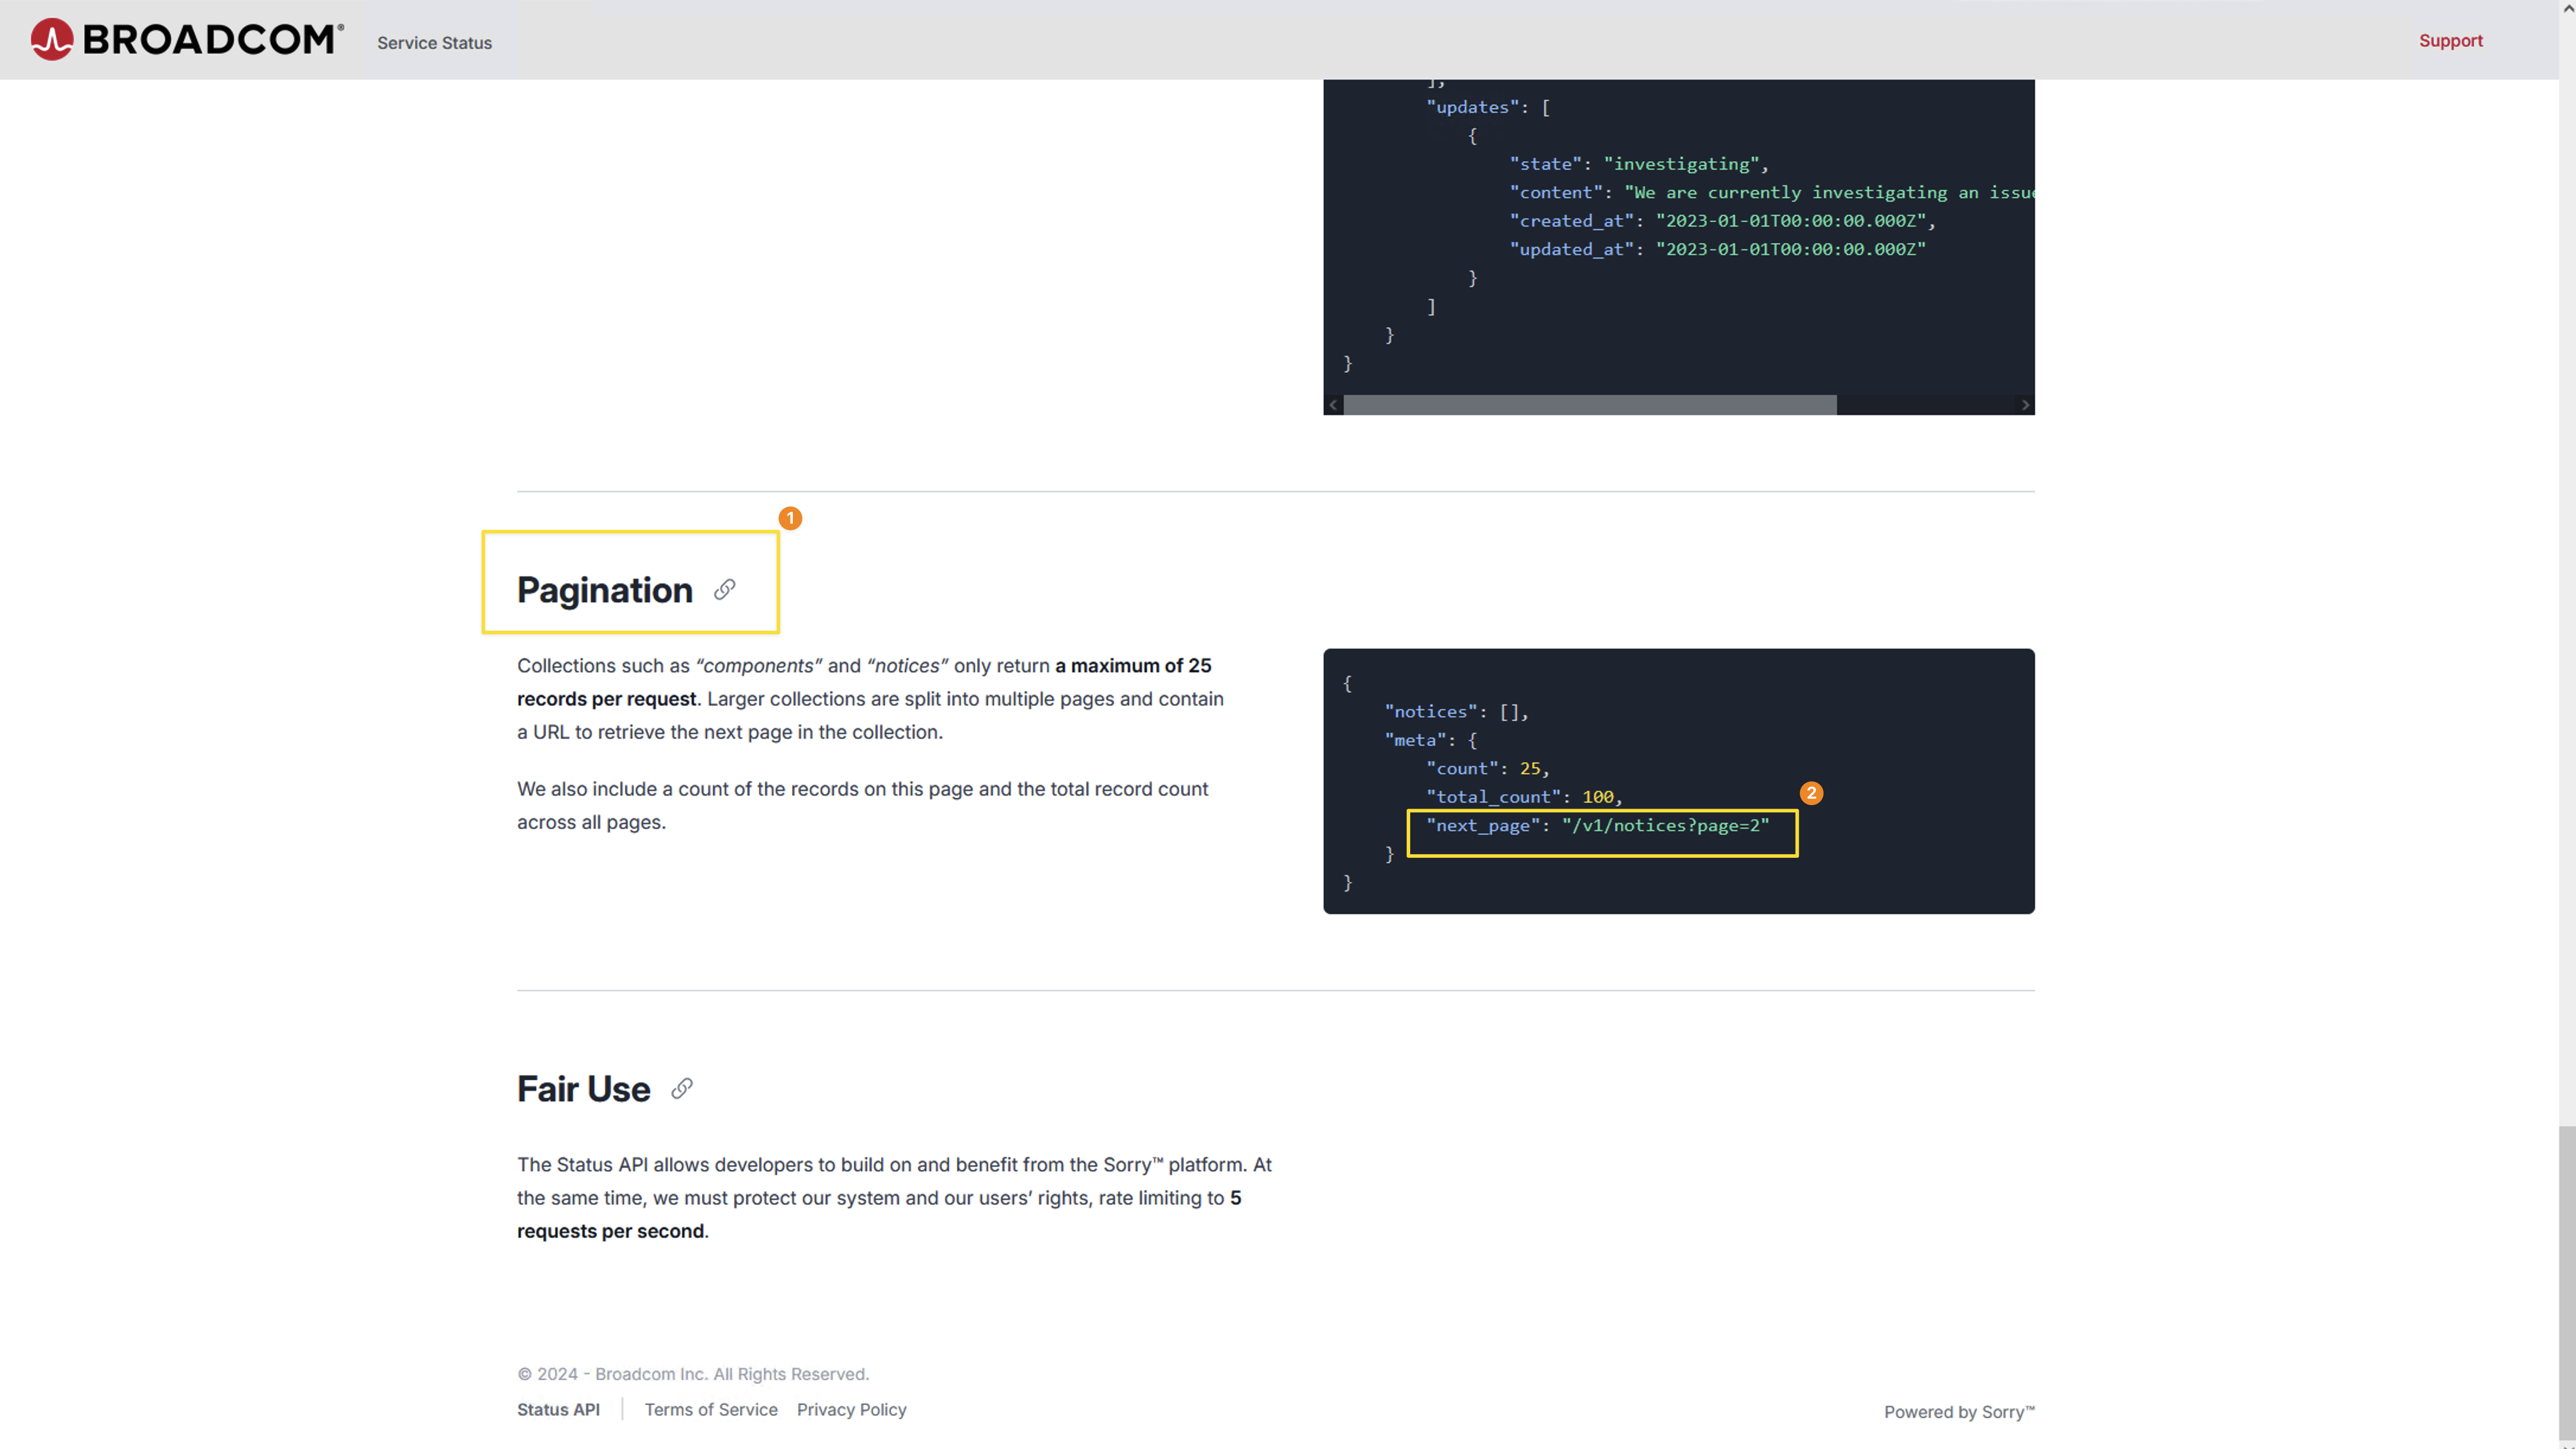 BROADCOM®
Service Status
Support
],
"updates": [
{
"state": "investigating",
"content": "We are currently investigating an issue
"created_at": "2023-01-01T00:00:00.000Z",
"updated_at": "2023-01-01T00:00:00.000Z"
}
]
}
}
1
Pagination
Collections such as “components” and “notices” only return a maximum of 25
records per request. Larger collections are split into multiple pages and contain
a URL to retrieve the next page in the collection.
We also include a count of the records on this page and the total record count
across all pages.
{
"notices": [],
"meta": {
"count": 25,
"total_count": 100,
2
"next_page": "/v1/notices?page=2"
}
}
Fair Use
The Status API allows developers to build on and benefit from the Sorry™ platform. At
the same time, we must protect our system and our users’ rights, rate limiting to 5
requests per second.
© 2024 - Broadcom Inc. All Rights Reserved.
Status API
Terms of Service
Privacy Policy
Powered by Sorry™